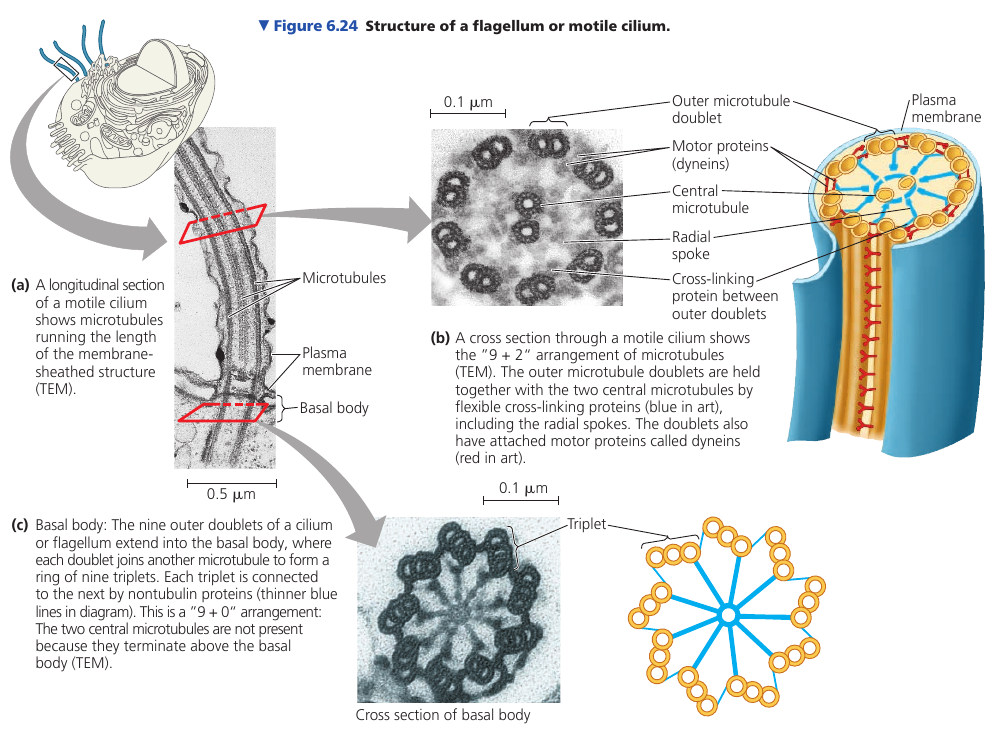 ▼ Figure 6.24 Structure of a flagellum or motile cilium.
0.1 µm
Outer microtubule
doublet
Plasma
membrane
Motor proteins
(dyneins)
Central
microtubule
Radial
spoke
Cross-linking
protein between
outer doublets
(a) A longitudinal section
of a motile cilium
shows microtubules
running the length
of the membrane-
sheathed structure
(TEM).
Microtubules
Plasma
membrane
Basal body
0.5 µm
(b) A cross section through a motile cilium shows
the "9 + 2" arrangement of microtubules
(TEM). The outer microtubule doublets are held
together with the two central microtubules by
flexible cross-linking proteins (blue in art),
including the radial spokes. The doublets also
have attached motor proteins called dyneins
(red in art).
0.1 µm
(c) Basal body: The nine outer doublets of a cilium
or flagellum extend into the basal body, where
each doublet joins another microtubule to form a
ring of nine triplets. Each triplet is connected
to the next by nontubulin proteins (thinner blue
lines in diagram). This is a "9 + 0" arrangement:
The two central microtubules are not present
because they terminate above the basal
body (TEM).
Triplet
Cross section of basal body